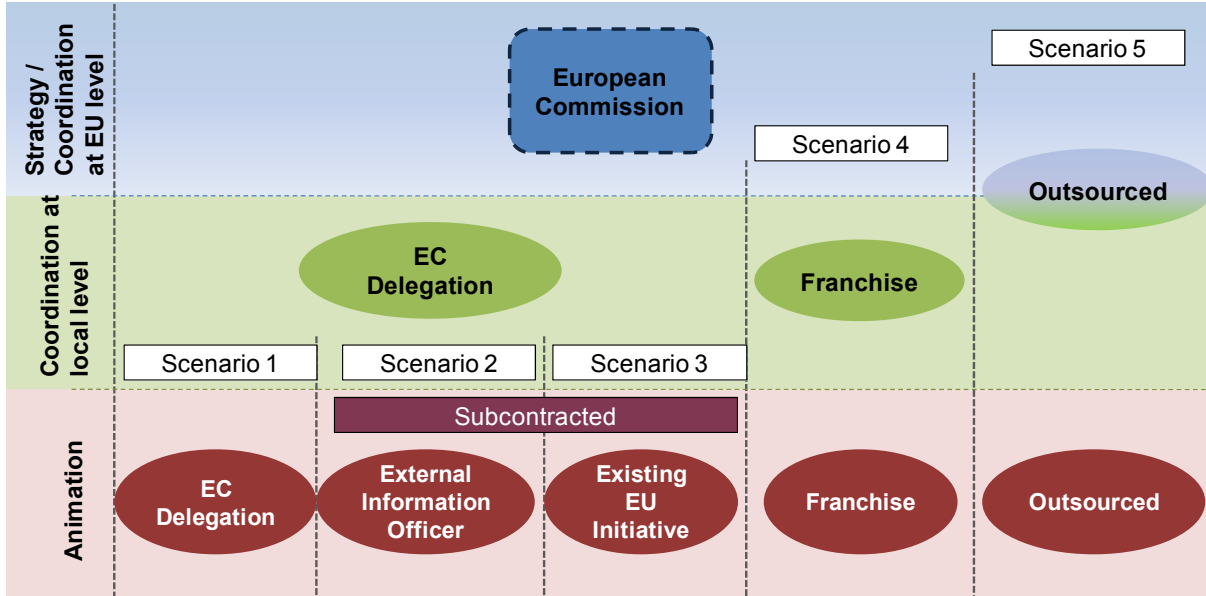 Strategy /
Coordination
at EU level
European
Commission
Scenario 5
Scenario 4
Outsourced
Coordination at
local level
EC
Delegation
Franchise
Scenario 1
Scenario 2
Scenario 3
Animation
Subcontracted
EC
Delegation
External
Information
Officer
Existing
EU
Initiative
Franchise
Outsourced